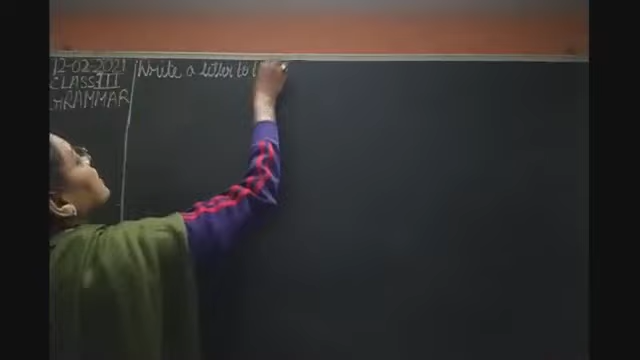 12-02-2021
CLASS III
GRAMMAR
Write a letter to